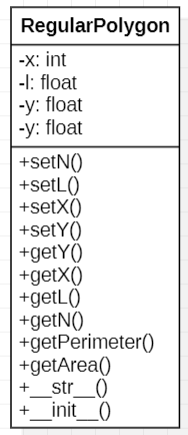 RegularPolygon
-x: int
-l: float
-y: float
-y: float
+setN()
+setL()
+setX()
+setY()
+getY()
+getX()
+getL()
+getN()
+getPerimeter()
+getArea()
+__str__()
+__init__()